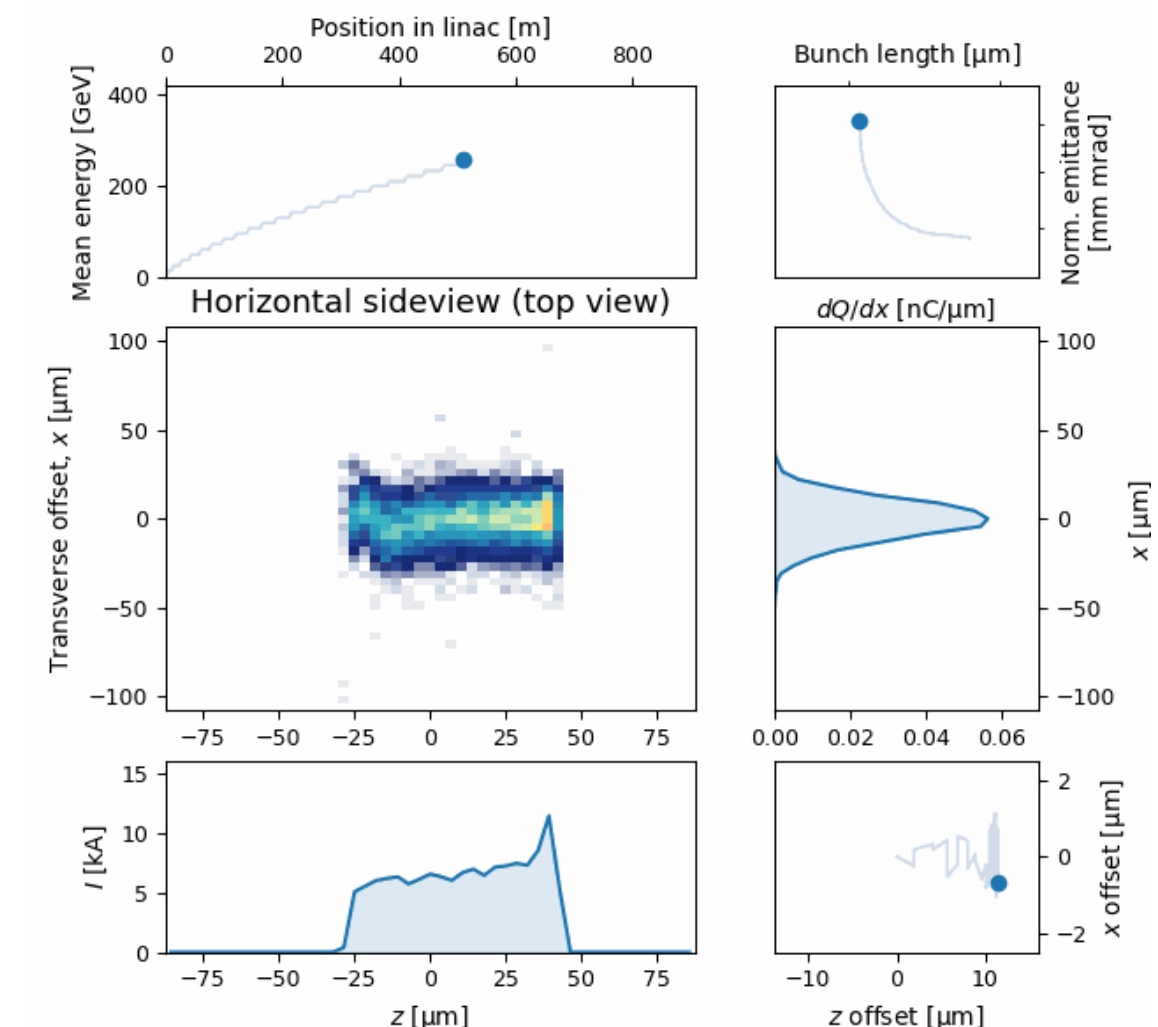 Position in linac [m]
0 200 400 600 800
Mean energy [GeV]
400
200
0
Bunch length [µm]
Norm. emittance
[mm mrad]
Horizontal sideview (top view)
Transverse offset, x [µm]
100
50
0
−50
−100
−75 −50 −25 0 25 50 75
dQ/dx [nC/µm]
100
50
0
−50
−100
x [µm]
0.00 0.02 0.04 0.06
I [kA]
15
10
5
0
−75 −50 −25 0 25 50 75
z [µm]
2
0
−2
x offset [µm]
−10 0 10
z offset [µm]